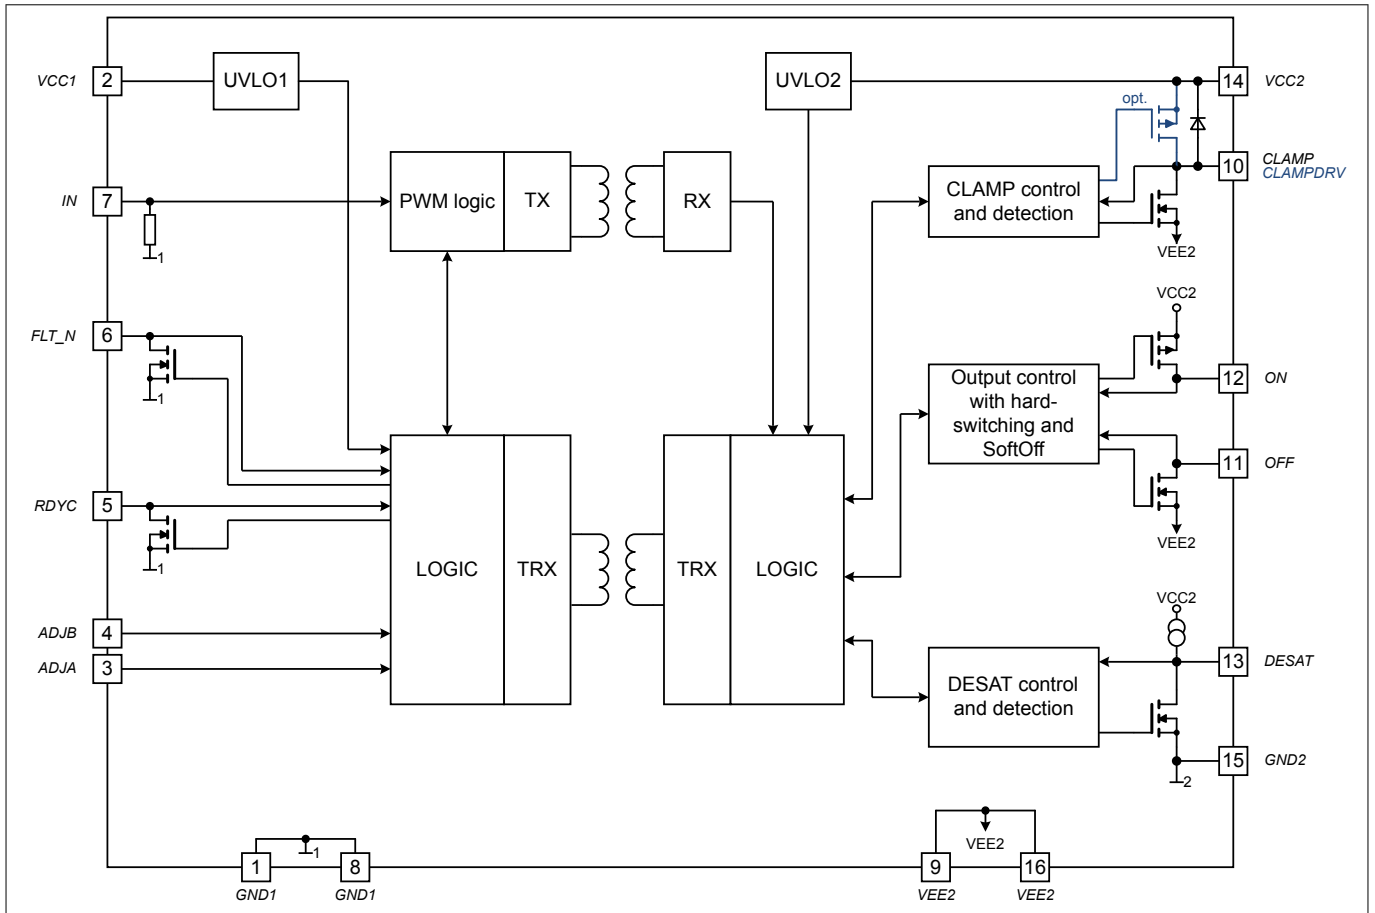 VCC1
2
UVLO1
UVLO2
14
VCC2
opt.
IN
7
1
PWM logic
TX
RX
CLAMP control
and detection
10
CLAMP
CLAMPDRV
VEE2
FLT_N
6
1
VCC2
Output control
with hard-
switching and
SoftOff
12
ON
11
OFF
VEE2
RDYC
5
1
LOGIC
TRX
TRX
LOGIC
ADJB
4
ADJA
3
VCC2
DESAT control
and detection
13
DESAT
15
GND2
2
1
1
8
GND1
GND1
VEE2
9
16
VEE2
VEE2